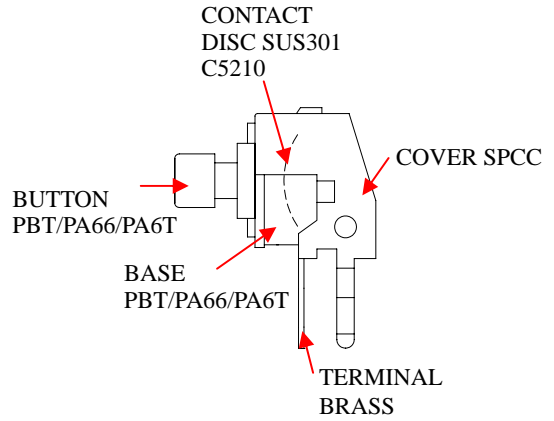 CONTACT
DISC SUS301
C5210
COVER SPCC
BUTTON
PBT/PA66/PA6T
BASE
PBT/PA66/PA6T
TERMINAL
BRASS